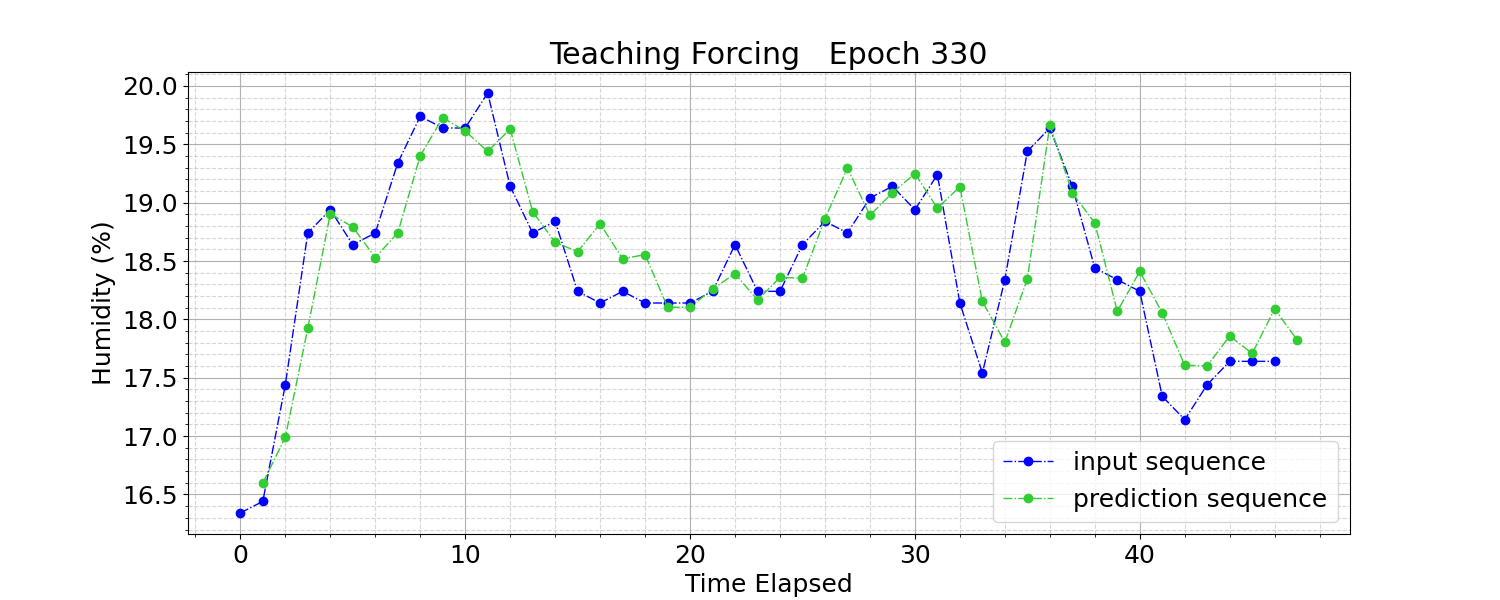 Teaching Forcing   Epoch 330
20.0
19.5
19.0
18.5
18.0
17.5
17.0
16.5
Humidity (%)
input sequence
prediction sequence
0 10 20 30 40
Time Elapsed